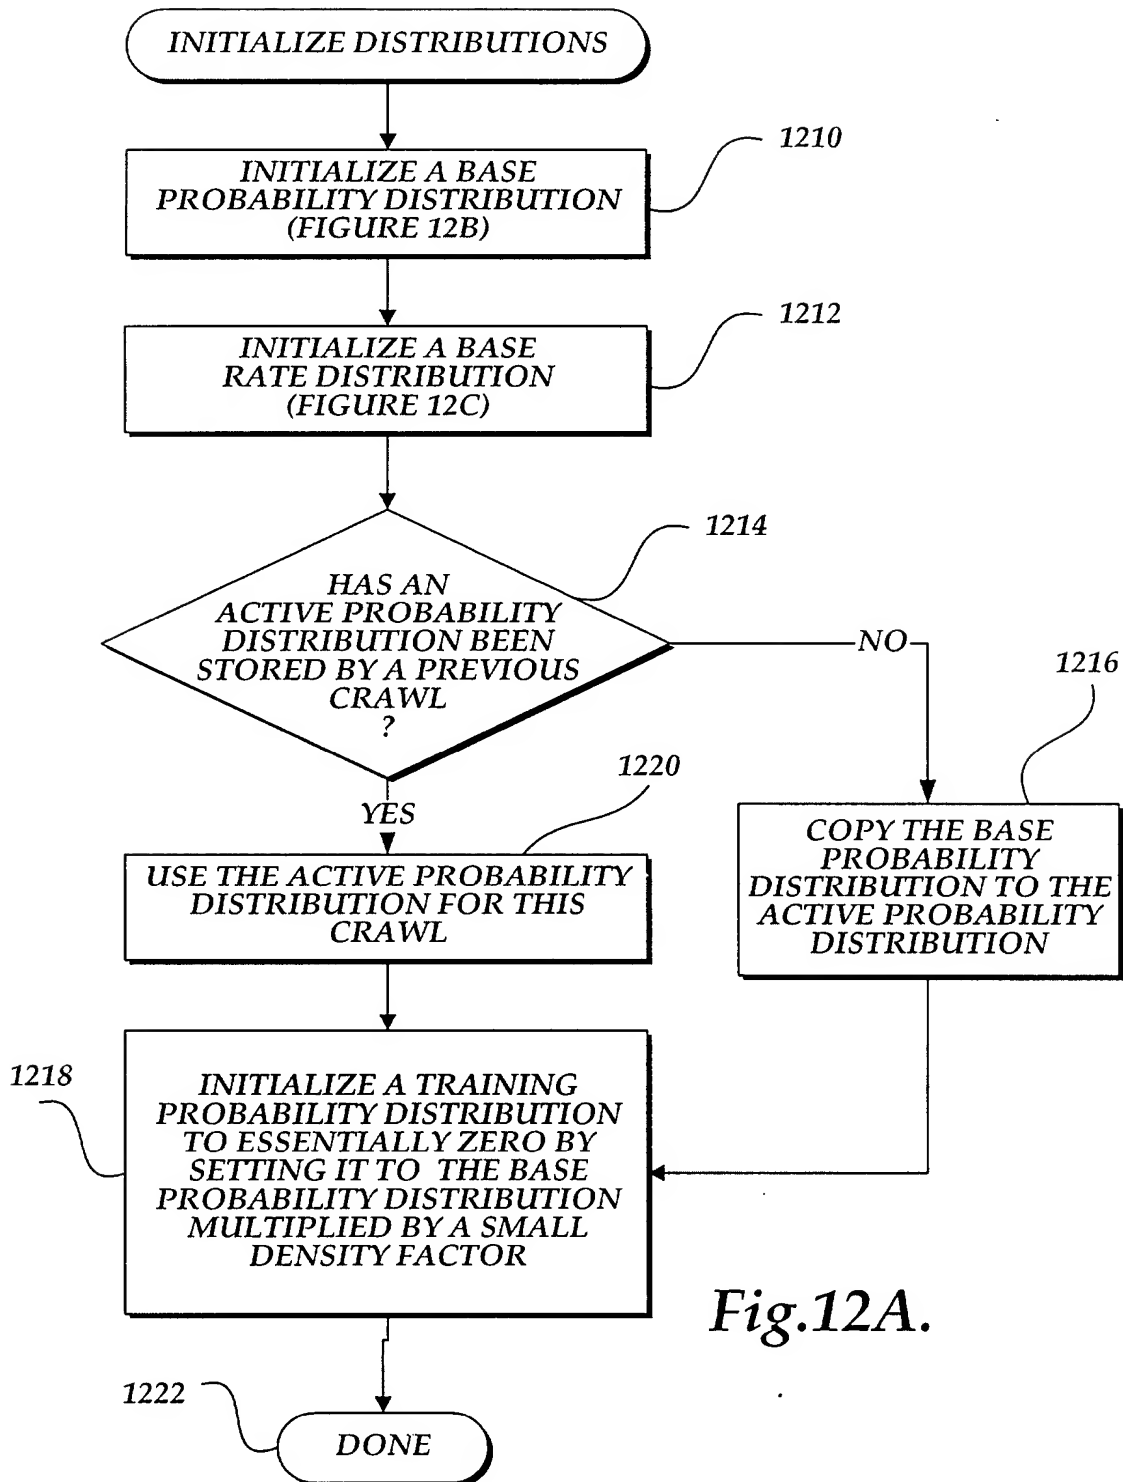 INITIALIZE DISTRIBUTIONS
1210
INITIALIZE A BASE
PROBABILITY DISTRIBUTION
(FIGURE 12B)
1212
INITIALIZE A BASE
RATE DISTRIBUTION
(FIGURE 12C)
1214
HAS AN
ACTIVE PROBABILITY
DISTRIBUTION BEEN
STORED BY A PREVIOUS
CRAWL
?
NO
1216
COPY THE BASE
PROBABILITY
DISTRIBUTION TO THE
ACTIVE PROBABILITY
DISTRIBUTION
YES
1220
USE THE ACTIVE PROBABILITY
DISTRIBUTION FOR THIS
CRAWL
1218
INITIALIZE A TRAINING
PROBABILITY DISTRIBUTION
TO ESSENTIALLY ZERO BY
SETTING IT TO THE BASE
PROBABILITY DISTRIBUTION
MULTIPLIED BY A SMALL
DENSITY FACTOR
Fig.12A.
1222
DONE